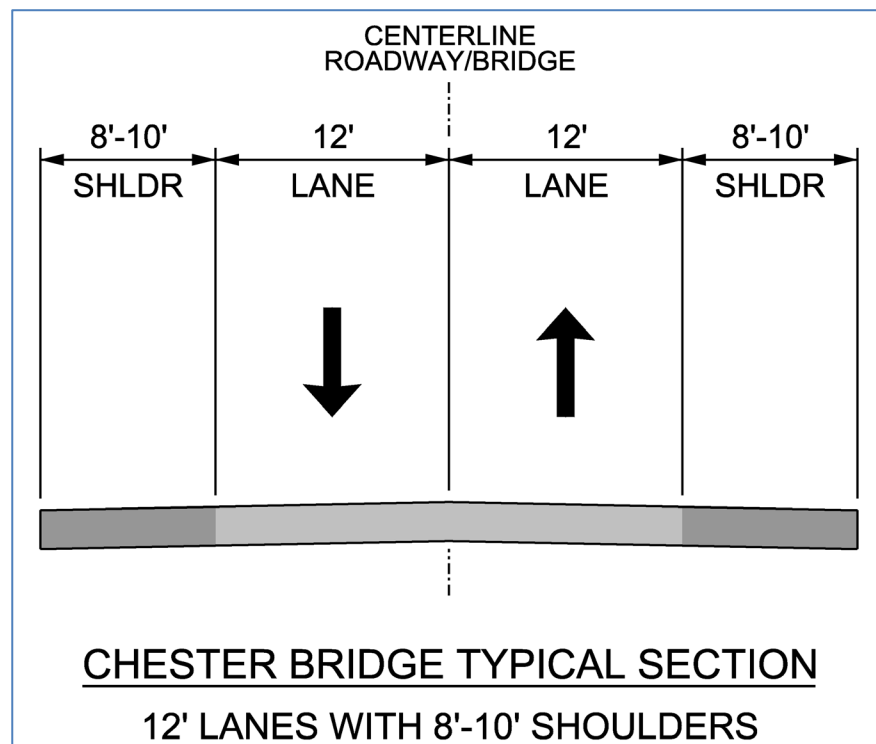 CENTERLINE
ROADWAY/BRIDGE
8'-10' 12' 12' 8'-10'
SHLDR LANE LANE SHLDR
CHESTER BRIDGE TYPICAL SECTION
12' LANES WITH 8'-10' SHOULDERS